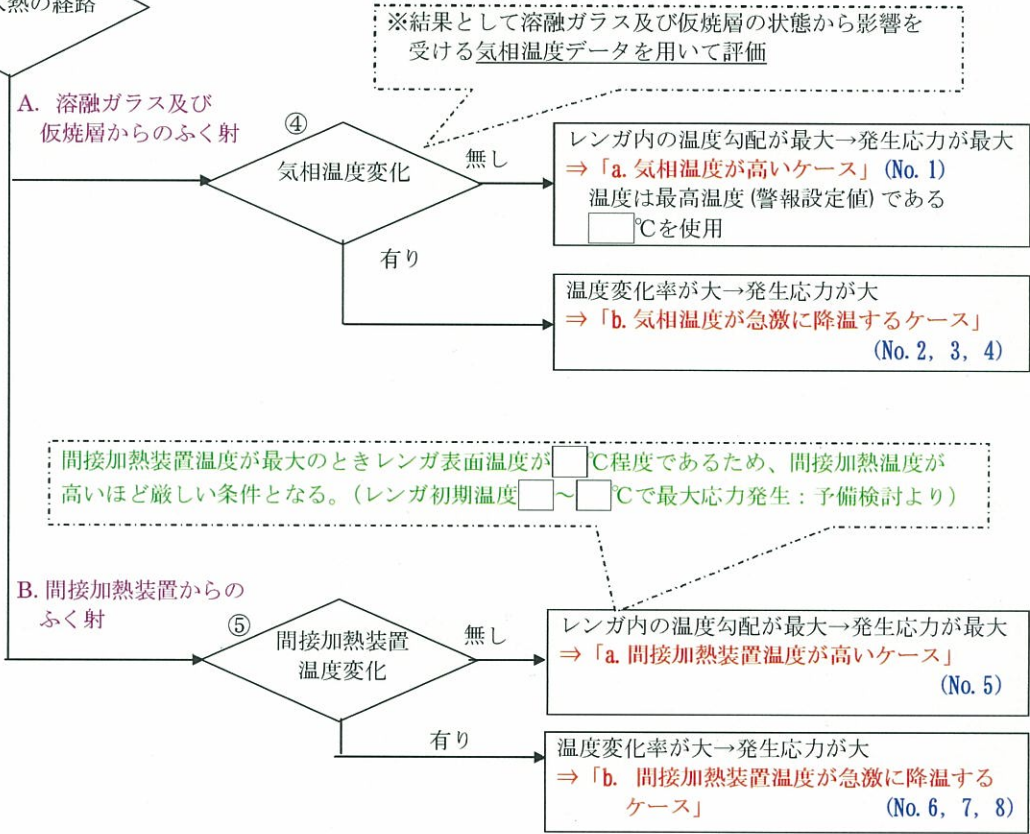 熱の経路
※結果として溶融ガラス及び仮焼層の状態から影響を
受ける気相温度データを用いて評価
A. 溶融ガラス及び
仮焼層からのふく射
④
気相温度変化
無し
レンガ内の温度勾配が最大→発生応力が最大
⇒「a.気相温度が高いケース」(No. 1)
温度は最高温度(警報設定値)である
□℃を使用
有り
温度変化率が大→発生応力が大
⇒「b.気相温度が急激に降温するケース」
(No. 2, 3, 4)
間接加熱装置温度が最大のときレンガ表面温度が□℃程度であるため、間接加熱温度が
高いほど厳しい条件となる。(レンガ初期温度□～□℃で最大応力発生：予備検討より)
B. 間接加熱装置からの
ふく射
⑤
間接加熱装置
温度変化
無し
レンガ内の温度勾配が最大→発生応力が最大
⇒「a.間接加熱装置温度が高いケース」
(No. 5)
有り
温度変化率が大→発生応力が大
⇒「b. 間接加熱装置温度が急激に降温する
ケース」 (No. 6, 7, 8)